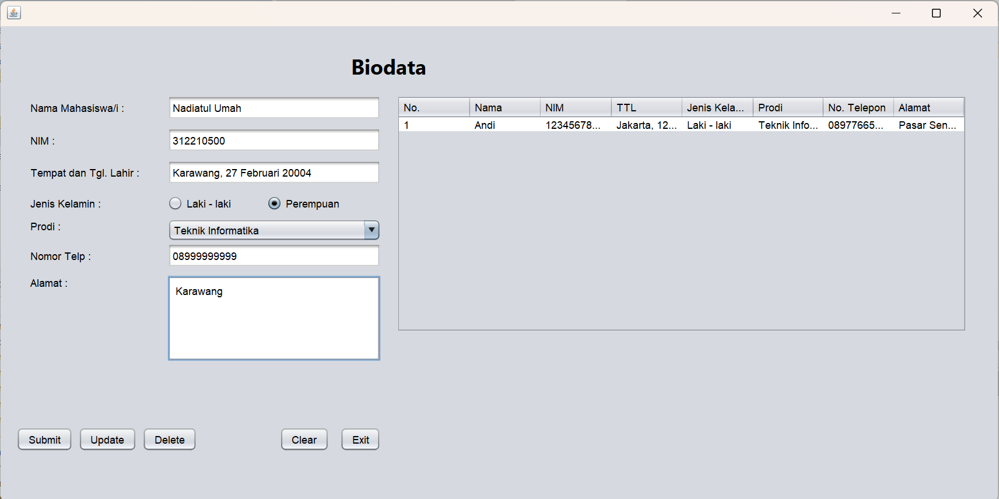 Biodata
Nama Mahasiswa/i : Nadiatul Umah
NIM : 312210500
Tempat dan Tgl. Lahir : Karawang, 27 Februari 20004
Jenis Kelamin : Laki - laki Perempuan
Prodi : Teknik Informatika
Nomor Telp : 08999999999
Alamat : Karawang
No. Nama NIM TTL Jenis Kela... Prodi No. Telepon Alamat
1 Andi 12345678... Jakarta, 12... Laki - laki Teknik Info... 08977665... Pasar Sen...
Submit Update Delete Clear Exit